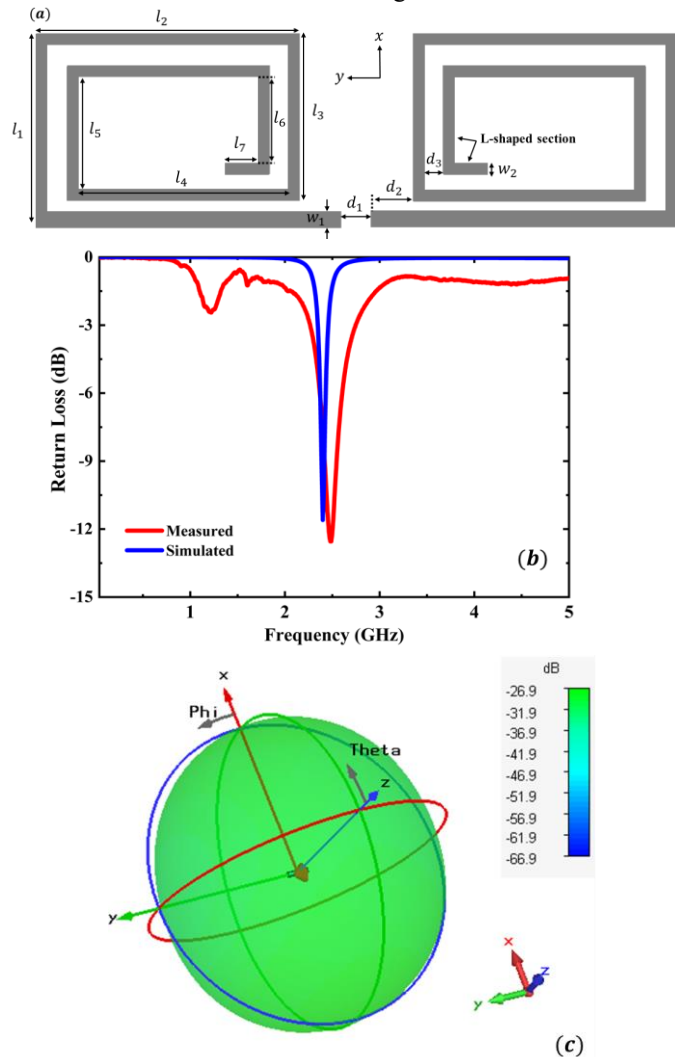 (a)
l₂
x
y
l₁
l₅
l₆
l₃
l₇
l₄
w₁
d₁
d₂
d₃
L-shaped section
w₂
0
-3
-6
-9
-12
-15
Return Loss (dB)
Measured
Simulated
(b)
1 2 3 4 5
Frequency (GHz)
dB
-26.9
-31.9
-36.9
-41.9
-46.9
-51.9
-56.9
-61.9
-66.9
x
Phi
Theta
z
y
x
z
y
(c)